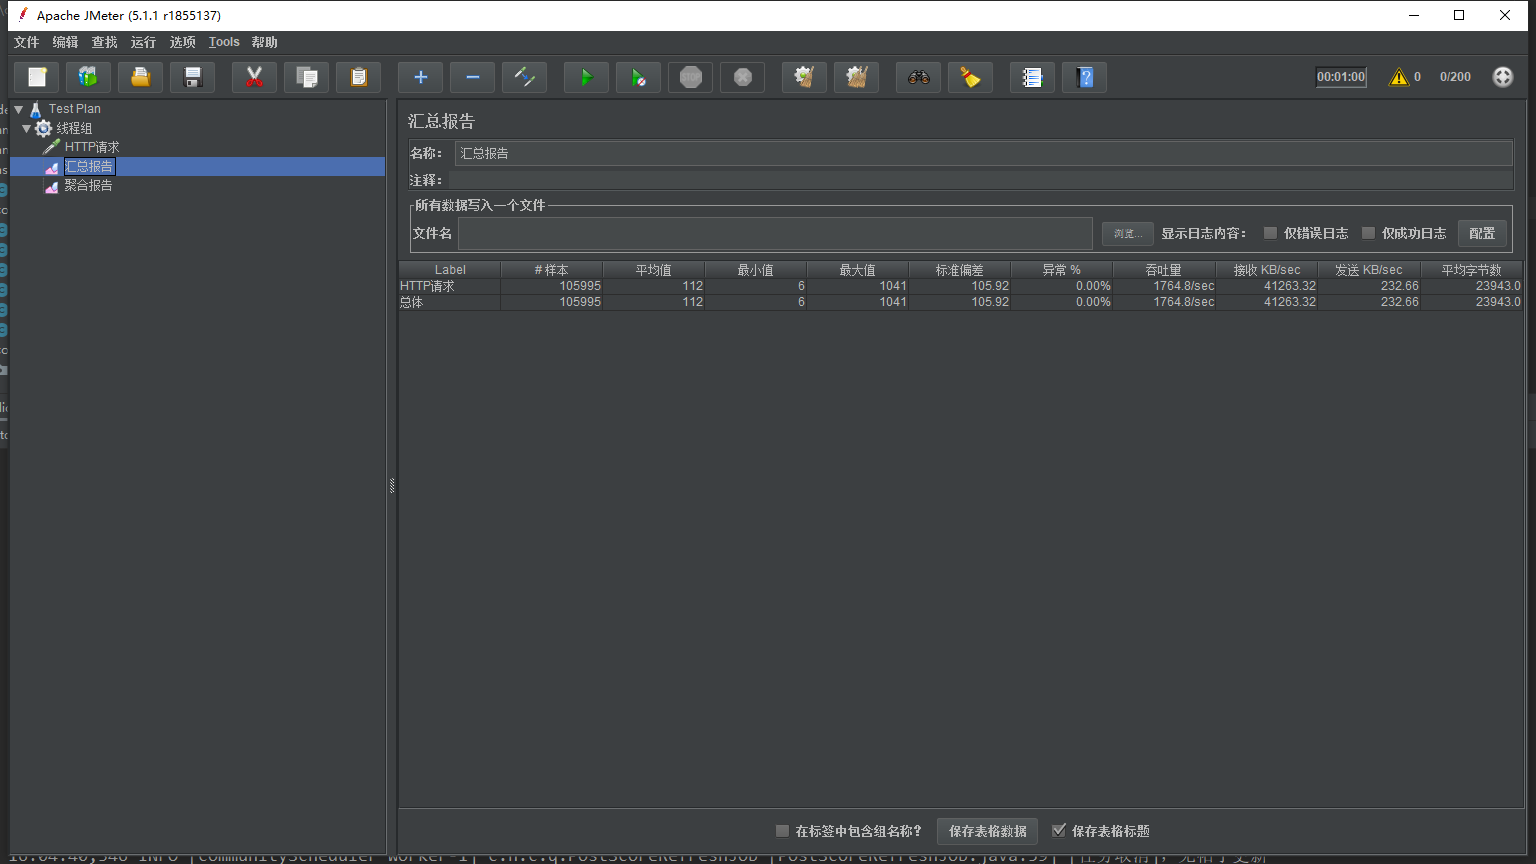 Apache JMeter (5.1.1 r1855137)
文件 编辑 查找 运行 选项 Tools 帮助
00:01:00 0 0/200
Test Plan
线程组
HTTP请求
汇总报告
聚合报告
汇总报告
名称： 汇总报告
注释：
所有数据写入一个文件
文件名 浏览... 显示日志内容： 仅错误日志 仅成功日志 配置
Label # 样本 平均值 最小值 最大值 标准偏差 异常 % 吞吐量 接收 KB/sec 发送 KB/sec 平均字节数
HTTP请求 105995 112 6 1041 105.92 0.00% 1764.8/sec 41263.32 232.66 23943.0
总体 105995 112 6 1041 105.92 0.00% 1764.8/sec 41263.32 232.66 23943.0
在标签中包含组名称？ 保存表格数据 保存表格标题